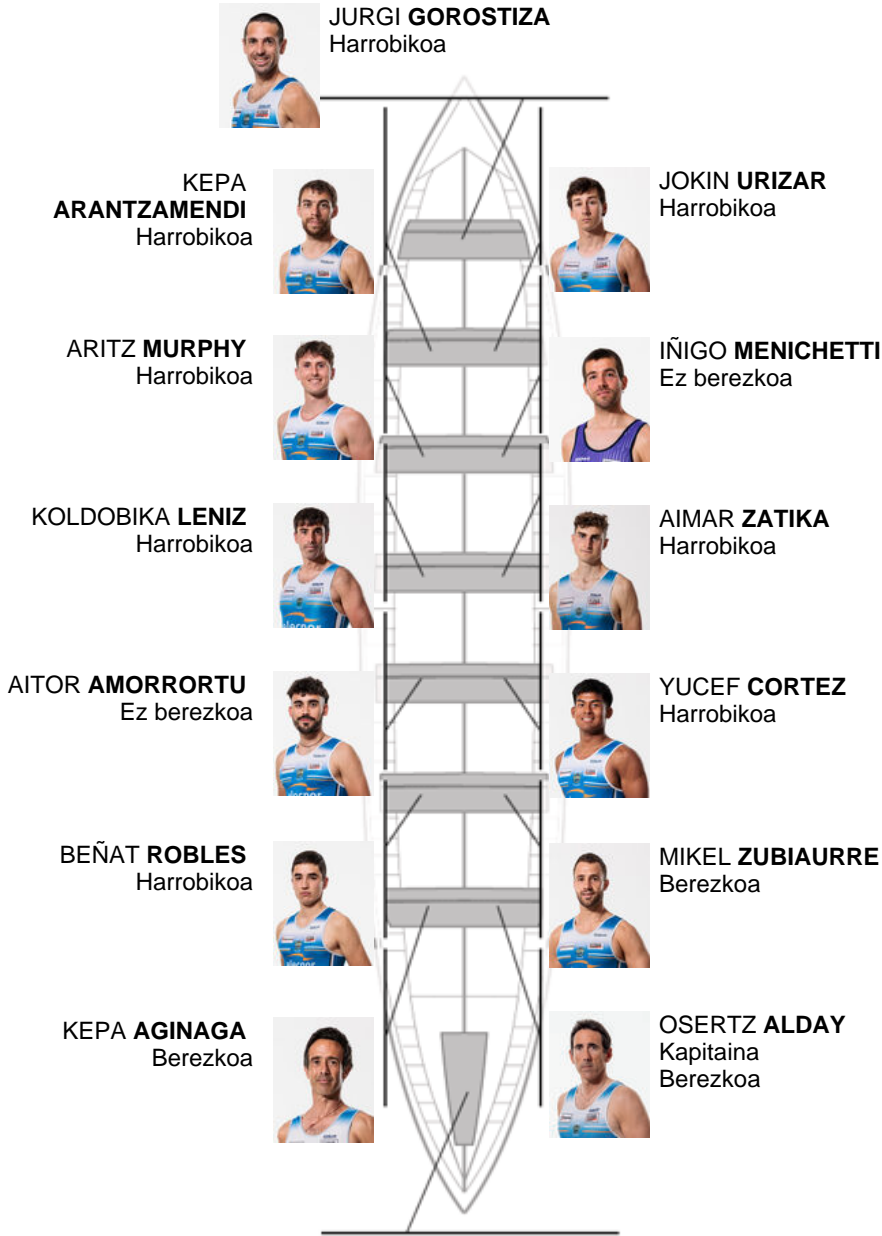 JURGI GOROSTIZA
Harrobikoa
KEPA
ARANTZAMENDI
Harrobikoa
JOKIN URIZAR
Harrobikoa
ARITZ MURPHY
Harrobikoa
IÑIGO MENICHETTI
Ez berezkoa
KOLDOBIKA LENIZ
Harrobikoa
AIMAR ZATIKA
Harrobikoa
AITOR AMORRORTU
Ez berezkoa
YUCEF CORTEZ
Harrobikoa
BEÑAT ROBLES
Harrobikoa
MIKEL ZUBIAURRE
Berezkoa
KEPA AGINAGA
Berezkoa
OSERTZ ALDAY
Kapitaina
Berezkoa